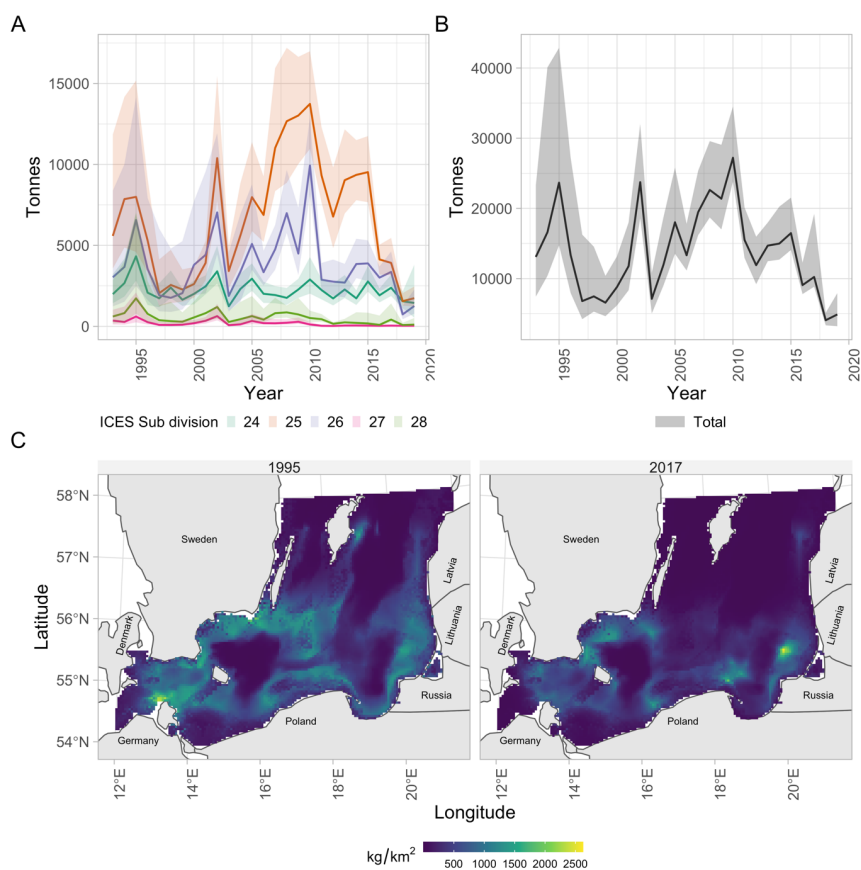 A
B
Tonnes
15000
10000
5000
0
1995
2000
2005
2010
2015
2020
Year
Tonnes
40000
30000
20000
10000
1995
2000
2005
2010
2015
2020
Year
ICES Sub division 24 25 26 27 28
Total
C
1995
2017
Latitude
58°N
57°N
56°N
55°N
54°N
Sweden
Denmark
Germany
Poland
Russia
Lithuania
Latvia
Sweden
Denmark
Germany
Poland
Russia
Lithuania
Latvia
12°E
14°E
16°E
18°E
20°E
12°E
14°E
16°E
18°E
20°E
Longitude
kg/km²
500 1000 1500 2000 2500